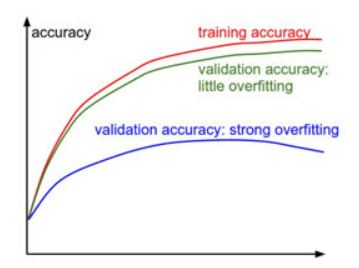 accuracy
training accuracy
validation accuracy:
little overfitting
validation accuracy: strong overfitting